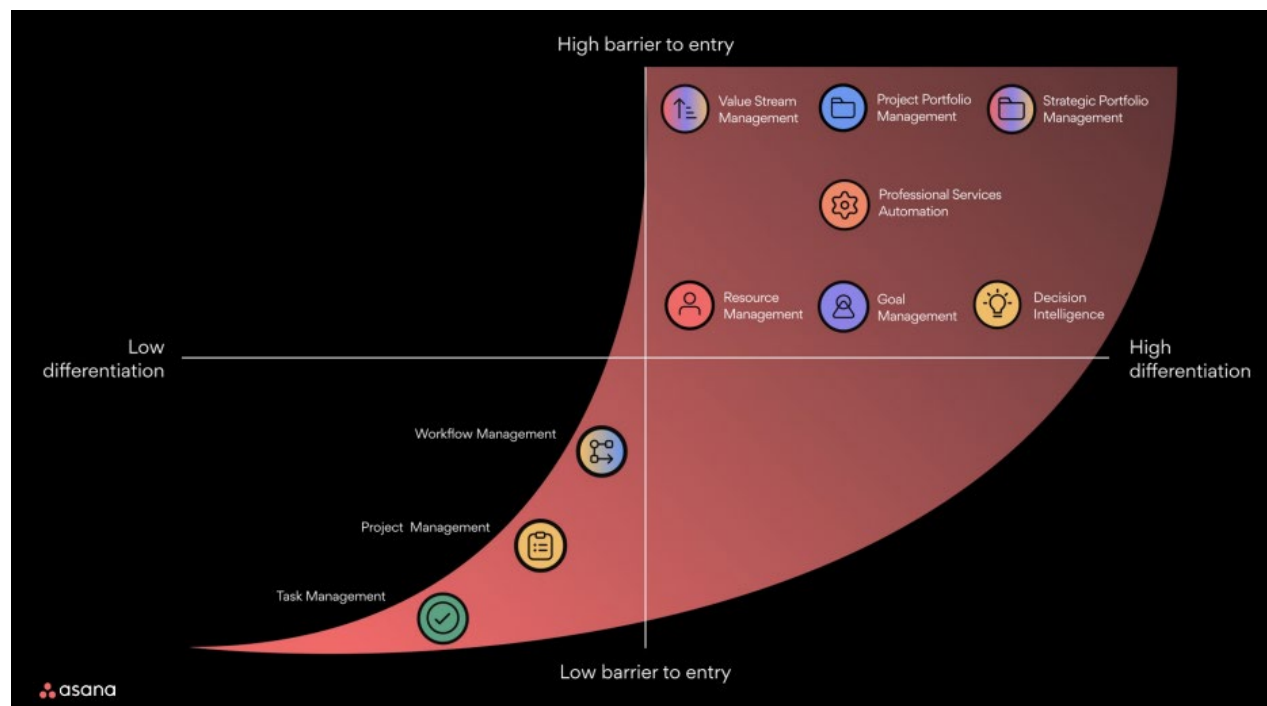 High barrier to entry
Value Stream
Management
Project Portfolio
Management
Strategic Portfolio
Management
Professional Services
Automation
Resource
Management
Goal
Management
Decision
Intelligence
Low
differentiation
High
differentiation
Workflow Management
Project Management
Task Management
Low barrier to entry
asana